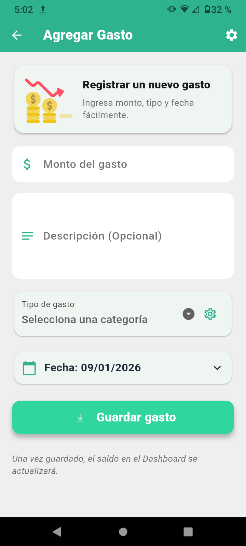 5:02
32 %
Agregar Gasto
Registrar un nuevo gasto
Ingresa monto, tipo y fecha
fácilmente.
$ Monto del gasto
Descripción (Opcional)
Tipo de gasto
Selecciona una categoría
Fecha: 09/01/2026
Guardar gasto
Una vez guardado, el saldo en el Dashboard se
actualizará.